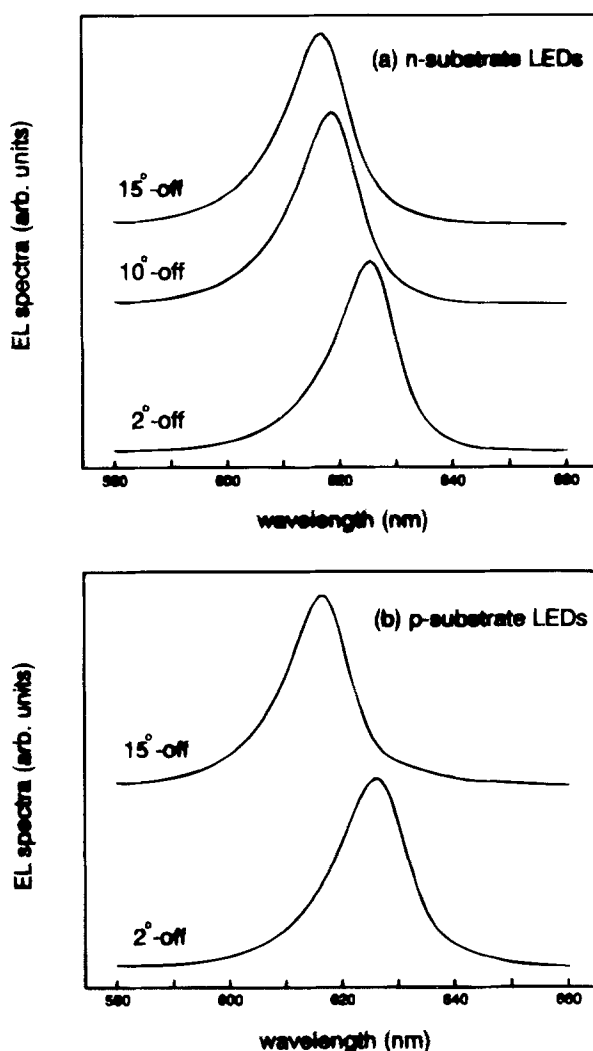 (a) n-substrate LEDs
EL spectra (arb. units)
15°-off
10°-off
2°-off
580 600 620 640 660
wavelength (nm)
(b) p-substrate LEDs
EL spectra (arb. units)
15°-off
2°-off
580 600 620 640 660
wavelength (nm)